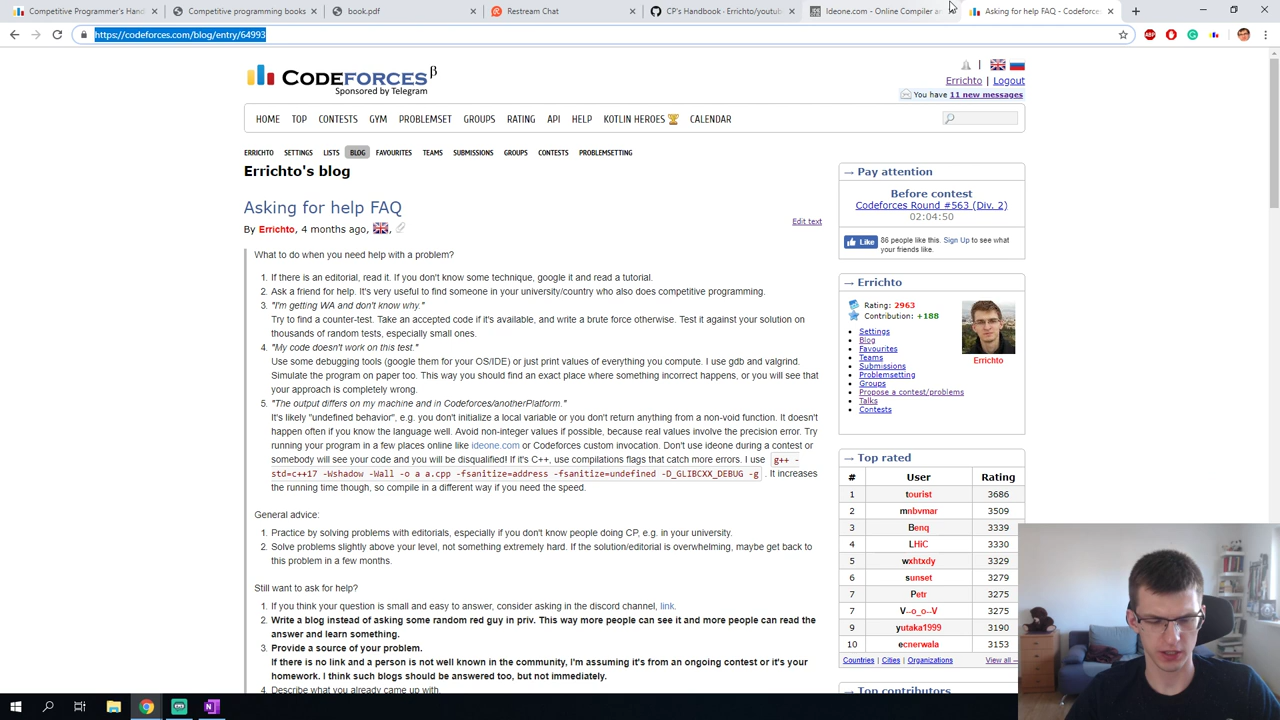 Competitive Programmer's Hand
Competitive programming books
book.pdf
Restream Chat
CP's Handbook · Errichto/youtub
Ideone.com - Online Compiler an
Asking for help FAQ - Codeforces
https://codeforces.com/blog/entry/64993
ABP
CODEFORCES β
Sponsored by Telegram
Errichto | Logout
You have 11 new messages
HOME TOP CONTESTS GYM PROBLEMSET GROUPS RATING API HELP KOTLIN HEROES CALENDAR
ERRICHTO SETTINGS LISTS BLOG FAVOURITES TEAMS SUBMISSIONS GROUPS CONTESTS PROBLEMSETTING
Errichto's blog
Asking for help FAQ
Edit text
By Errichto, 4 months ago,
What to do when you need help with a problem?
1. If there is an editorial, read it. If you don't know some technique, google it and read a tutorial.
2. Ask a friend for help. It's very useful to find someone in your university/country who also does competitive programming.
3. "I'm getting WA and don't know why."
Try to find a counter-test. Take an accepted code if it's available, and write a brute force otherwise. Test it against your solution on
thousands of random tests, especially small ones.
4. "My code doesn't work on this test."
Use some debugging tools (google them for your OS/IDE) or just print values of everything you compute. I use gdb and valgrind.
Simulate the program on paper too. This way you should find an exact place where something incorrect happens, or you will see that
your approach is completely wrong.
5. "The output differs on my machine and in Codeforces/anotherPlatform."
It's likely "undefined behavior", e.g. you don't initialize a local variable or you don't return anything from a non-void function. It doesn't
happen often if you know the language well. Avoid non-integer values if possible, because real values involve the precision error. Try
running your program in a few places online like ideone.com or Codeforces custom invocation. Don't use ideone during a contest or
somebody will see your code and you will be disqualified! If it's C++, use compilations flags that catch more errors. I use g++ -
std=c++17 -Wshadow -Wall -o a a.cpp -fsanitize=address -fsanitize=undefined -D_GLIBCXX_DEBUG -g . It increases
the running time though, so compile in a different way if you need the speed.
General advice:
1. Practice by solving problems with editorials, especially if you don't know people doing CP, e.g. in your university.
2. Solve problems slightly above your level, not something extremely hard. If the solution/editorial is overwhelming, maybe get back to
this problem in a few months.
Still want to ask for help?
1. If you think your question is small and easy to answer, consider asking in the discord channel, link.
2. Write a blog instead of asking some random red guy in priv. This way more people can see it and more people can read the
answer and learn something.
3. Provide a source of your problem.
If there is no link and a person is not well known in the community, I'm assuming it's from an ongoing contest or it's your
homework. I think such blogs should be answered too, but not immediately.
4. Describe what you already came up with.
→ Pay attention
Before contest
Codeforces Round #563 (Div. 2)
02:04:50
Like 86 people like this. Sign Up to see what
your friends like.
→ Errichto
Rating: 2963
Contribution: +188
Settings
Blog
Favourites
Teams
Submissions
Problemsetting
Groups
Propose a contest/problems
Talks
Contests
Errichto
→ Top rated
# User Rating
1 tourist 3686
2 mnbvmar 3509
3 Benq 3339
4 LHiC 3330
5 wxhtxdy 3329
6 sunset 3279
7 Petr 3275
7 V--o_o--V 3275
9 yutaka1999 3190
10 ecnerwala 3153
Countries | Cities | Organizations View all →
→ Top contributors